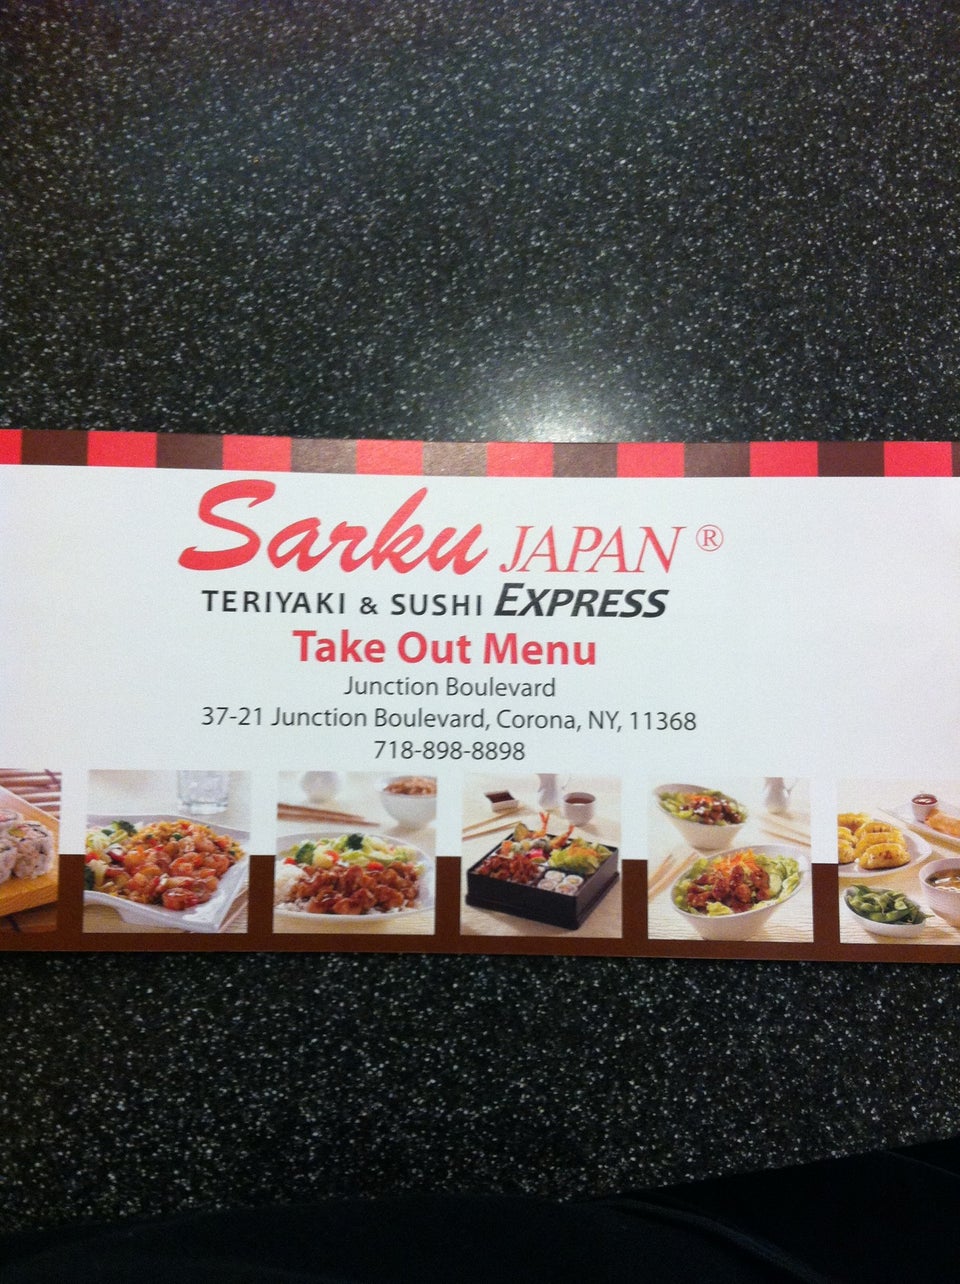 Sarku JAPAN ®
TERIYAKI & SUSHI EXPRESS
Take Out Menu
Junction Boulevard
37-21 Junction Boulevard, Corona, NY, 11368
718-898-8898